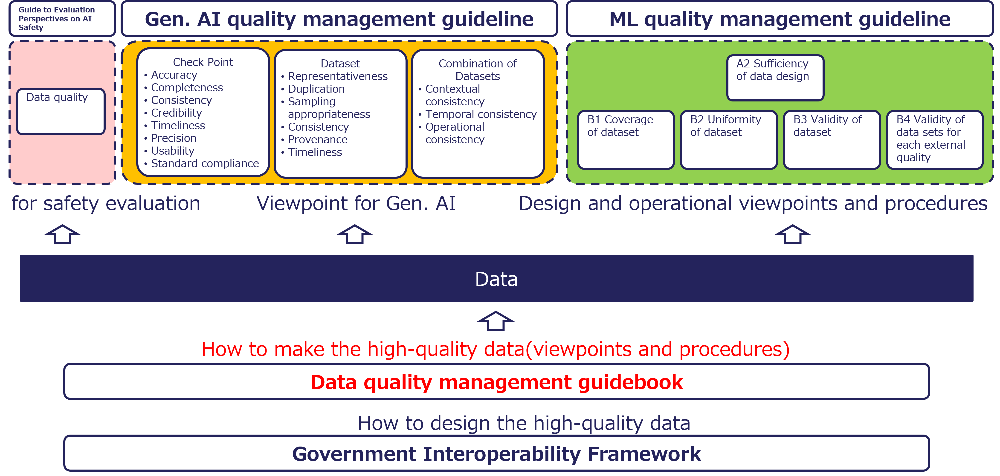 Guide to Evaluation
Perspectives on AI
Safety
Gen. AI quality management guideline
ML quality management guideline
Data quality
Check Point
• Accuracy
• Completeness
• Consistency
• Credibility
• Timeliness
• Precision
• Usability
• Standard compliance
Dataset
• Representativeness
• Duplication
• Sampling
appropriateness
• Consistency
• Provenance
• Timeliness
Combination of
Datasets
• Contextual
consistency
• Temporal consistency
• Operational
consistency
A2 Sufficiency
of data design
B1 Coverage
of dataset
B2 Uniformity
of dataset
B3 Validity of
dataset
B4 Validity of
data sets for
each external
quality
for safety evaluation
Viewpoint for Gen. AI
Design and operational viewpoints and procedures
Data
How to make the high-quality data(viewpoints and procedures)
Data quality management guidebook
How to design the high-quality data
Government Interoperability Framework